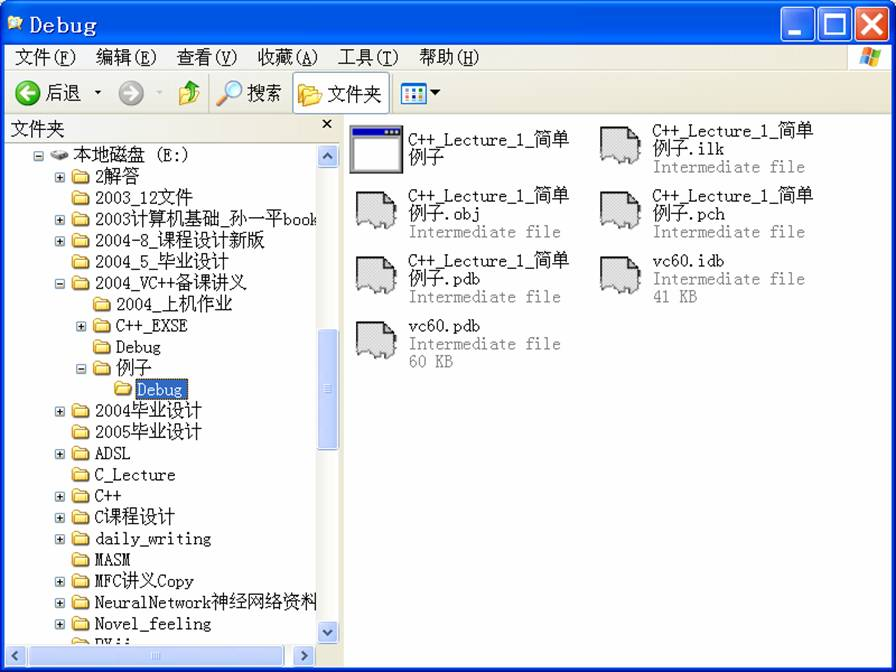 Debug
文件(F) 编辑(E) 查看(V) 收藏(A) 工具(T) 帮助(H)
后退 搜索 文件夹
文件夹
本地磁盘 (E:)
2解答
2003_12文件
2003计算机基础_孙一平book
2004-8_课程设计新版
2004_5_毕业设计
2004_VC++备课讲义
2004_上机作业
C++_EXSE
Debug
例子
Debug
2004毕业设计
2005毕业设计
ADSL
C_Lecture
C++
C课程设计
daily_writing
MASM
MFC讲义Copy
NeuralNetwork神经网络资料
Novel_feeling
C++_Lecture_1_简单
例子
C++_Lecture_1_简单
例子.ilk
Intermediate file
C++_Lecture_1_简单
例子.obj
Intermediate file
C++_Lecture_1_简单
例子.pch
Intermediate file
C++_Lecture_1_简单
例子.pdb
Intermediate file
vc60.idb
Intermediate file
41 KB
vc60.pdb
Intermediate file
60 KB